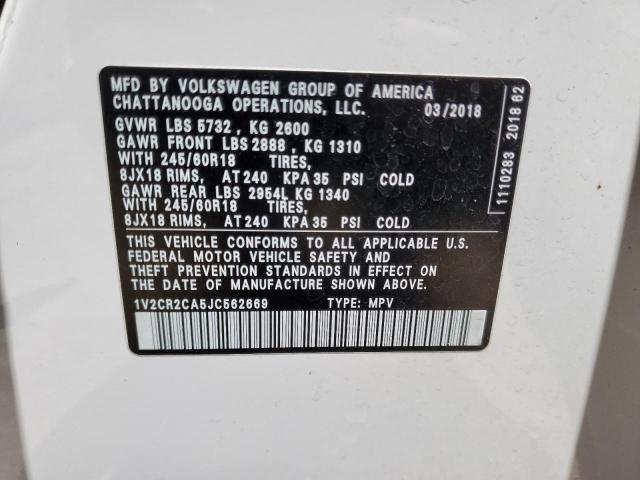 MFD BY VOLKSWAGEN GROUP OF AMERICA
CHATTANOOGA OPERATIONS, LLC. 03/2018
GVWR LBS 5732 , KG 2600
GAWR FRONT LBS 2888 , KG 1310
WITH 245/60R18 TIRES,
8JX18 RIMS, AT 240 KPA 35 PSI COLD
GAWR REAR LBS 2954L KG 1340
WITH 245/60R18 TIRES,
8JX18 RIMS, AT 240 KPA 35 PSI COLD
THIS VEHICLE CONFORMS TO ALL APPLICABLE U.S.
FEDERAL MOTOR VEHICLE SAFETY AND
THEFT PREVENTION STANDARDS IN EFFECT ON
THE DATE OF MANUFACTURE SHOWN ABOVE.
1V2CR2CA5JC562669 TYPE: MPV
1110283 2018 62